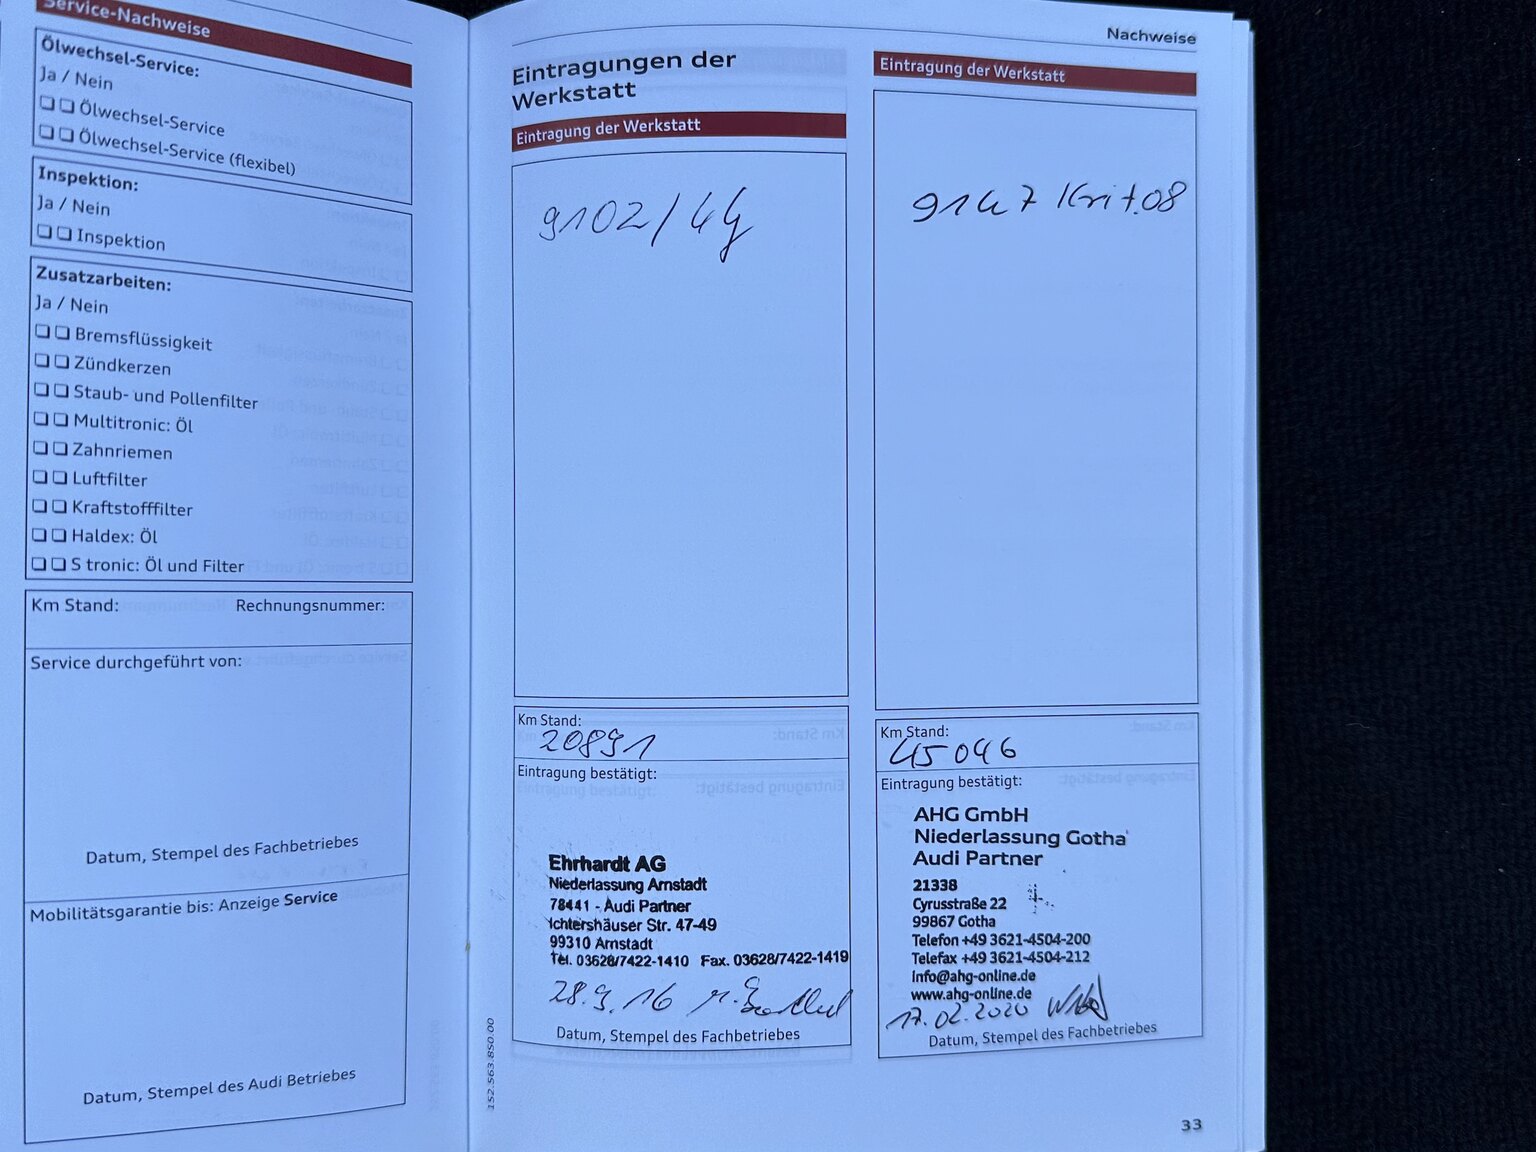 Service-Nachweise
Ölwechsel-Service:
Ja / Nein
❏ ❏ Ölwechsel-Service
❏ ❏ Ölwechsel-Service (flexibel)
Inspektion:
Ja / Nein
❏ ❏ Inspektion
Zusatzarbeiten:
Ja / Nein
❏ ❏ Bremsflüssigkeit
❏ ❏ Zündkerzen
❏ ❏ Staub- und Pollenfilter
❏ ❏ Multitronic: Öl
❏ ❏ Zahnriemen
❏ ❏ Luftfilter
❏ ❏ Kraftstofffilter
❏ ❏ Haldex: Öl
❏ ❏ S tronic: Öl und Filter
Km Stand: Rechnungsnummer:
Service durchgeführt von:
Datum, Stempel des Fachbetriebes
Mobilitätsgarantie bis: Anzeige Service
Datum, Stempel des Audi Betriebes
Eintragungen der
Werkstatt
Eintragung der Werkstatt
9102/4
Km Stand:
20891
Eintragung bestätigt:
Ehrhardt AG
Niederlassung Arnstadt
78441 - Audi Partner
Ichtershäuser Str. 47-49
99310 Arnstadt
Tel. 03628/7422-1410 Fax. 03628/7422-1419
28.9.16
Datum, Stempel des Fachbetriebes
152.563.850.00
Nachweise
Eintragung der Werkstatt
9147 Krit.08
Km Stand:
45046
Eintragung bestätigt:
AHG GmbH
Niederlassung Gotha
Audi Partner
21338
Cyrusstraße 22
99867 Gotha
Telefon +49 3621-4504-200
Telefax +49 3621-4504-212
Info@ahg-online.de
www.ahg-online.de
17.02.2020
Datum, Stempel des Fachbetriebes
33